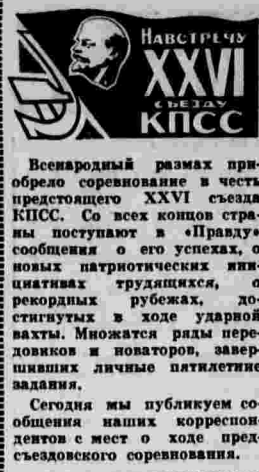 НАВСТРЕЧУ
XXVI
СЪЕЗДУ
КПСС
Всенародный размах при-
обрело соревнование в честь
предстоящего XXVI съезда
КПСС. Со всех концов стра-
ны поступают в «Правду»
сообщения о его успехах, о
новых патриотических ини-
циативах трудящихся, о
рекордных рубежах, до-
стигнутых в ходе ударной
вахты. Множатся ряды пере-
довиков и новаторов, завер-
шивших личные пятилетние
задания.
Сегодня мы публикуем со-
общения наших корреспон-
дентов с мест о ходе пред-
съездовского соревнования.